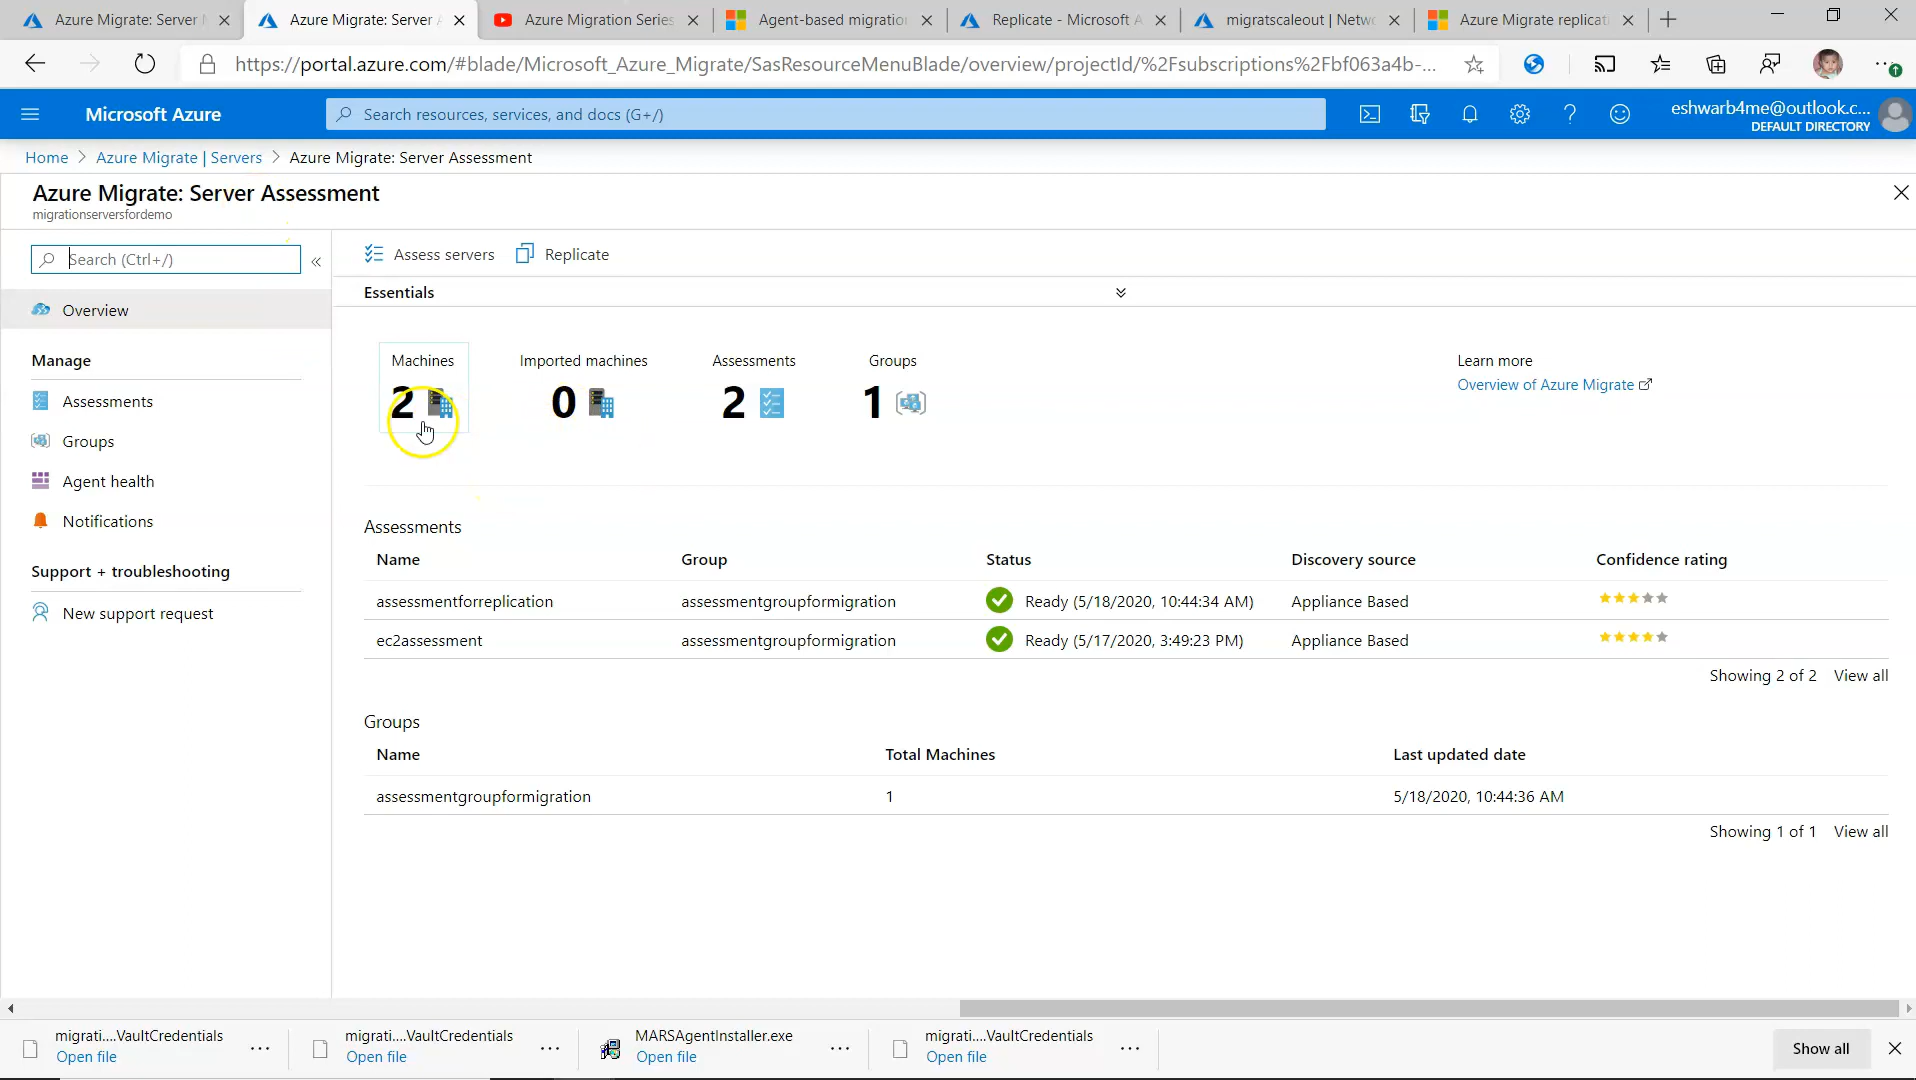 Azure Migrate: Server
Azure Migrate: Server
Azure Migration Series
Agent-based migration
Replicate - Microsoft A
migratscaleout | Netw
Azure Migrate replicat
https://portal.azure.com/#blade/Microsoft_Azure_Migrate/SasResourceMenuBlade/overview/projectId/%2Fsubscriptions%2Fbf063a4b-...
Microsoft Azure
Search resources, services, and docs (G+/)
eshwarb4me@outlook.c...
DEFAULT DIRECTORY
Home > Azure Migrate | Servers > Azure Migrate: Server Assessment
Azure Migrate: Server Assessment
migrationserversfordemo
Search (Ctrl+/)
«
Overview
Manage
Assessments
Groups
Agent health
Notifications
Support + troubleshooting
New support request
Assess servers Replicate
Essentials
Machines Imported machines Assessments Groups
2 0 2 1
Learn more
Overview of Azure Migrate
Assessments
Name Group Status Discovery source Confidence rating
assessmentforreplication assessmentgroupformigration Ready (5/18/2020, 10:44:34 AM) Appliance Based
ec2assessment assessmentgroupformigration Ready (5/17/2020, 3:49:23 PM) Appliance Based
Showing 2 of 2 View all
Groups
Name Total Machines Last updated date
assessmentgroupformigration 1 5/18/2020, 10:44:36 AM
Showing 1 of 1 View all
migrati....VaultCredentials
Open file
migrati....VaultCredentials
Open file
MARSAgentInstaller.exe
Open file
migrati....VaultCredentials
Open file
Show all